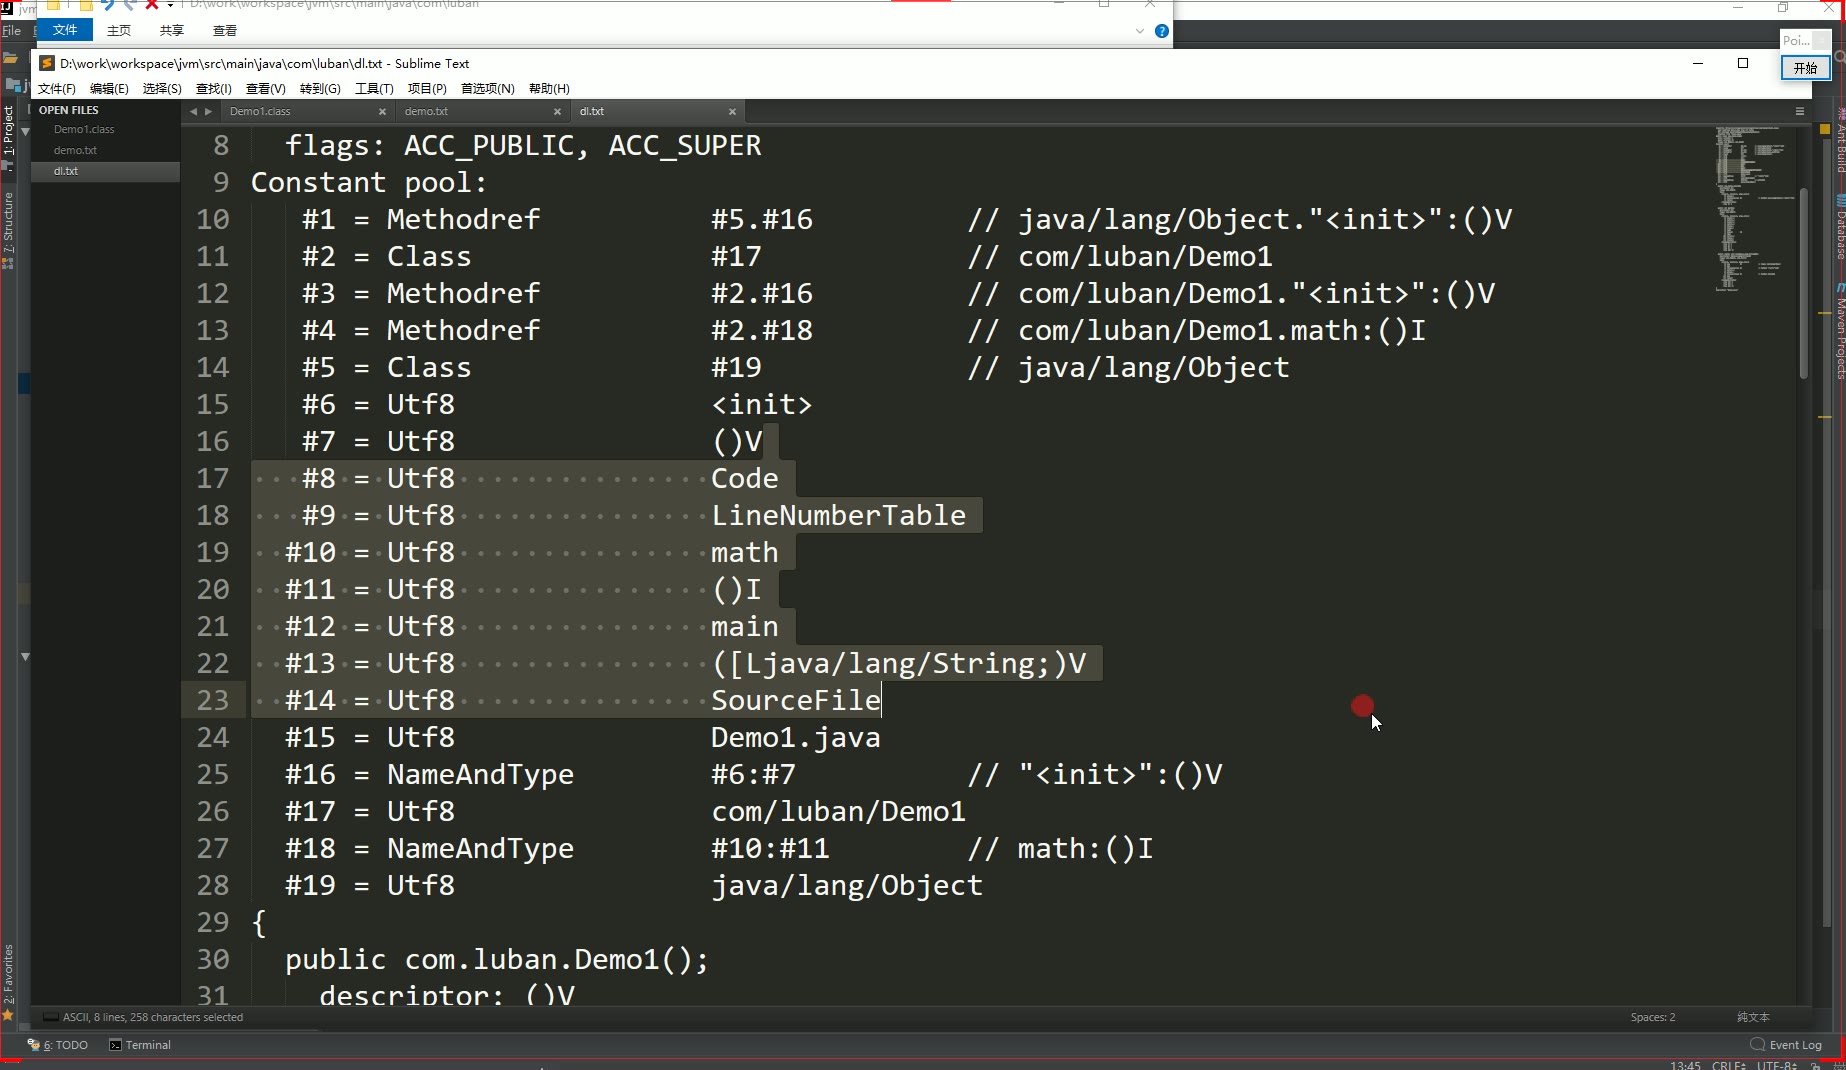 D:\work\workspace\jvm\src\main\java\com\luban
jvm
File
文件 主页 共享 查看
Poi...
开始
D:\work\workspace\jvm\src\main\java\com\luban\dl.txt - Sublime Text
文件(F) 编辑(E) 选择(S) 查找(I) 查看(V) 转到(G) 工具(T) 项目(P) 首选项(N) 帮助(H)
OPEN FILES
Demo1.class
demo.txt
dl.txt
Demo1.class demo.txt dl.txt
1: Project
7: Structure
2: Favorites
Ant Build
Database
Maven Projects
8 flags: ACC_PUBLIC, ACC_SUPER
9 Constant pool:
10 #1 = Methodref #5.#16 // java/lang/Object."<init>":()V
11 #2 = Class #17 // com/luban/Demo1
12 #3 = Methodref #2.#16 // com/luban/Demo1."<init>":()V
13 #4 = Methodref #2.#18 // com/luban/Demo1.math:()I
14 #5 = Class #19 // java/lang/Object
15 #6 = Utf8 <init>
16 #7 = Utf8 ()V
17 #8 = Utf8 Code
18 #9 = Utf8 LineNumberTable
19 #10 = Utf8 math
20 #11 = Utf8 ()I
21 #12 = Utf8 main
22 #13 = Utf8 ([Ljava/lang/String;)V
23 #14 = Utf8 SourceFile
24 #15 = Utf8 Demo1.java
25 #16 = NameAndType #6:#7 // "<init>":()V
26 #17 = Utf8 com/luban/Demo1
27 #18 = NameAndType #10:#11 // math:()I
28 #19 = Utf8 java/lang/Object
29 {
30 public com.luban.Demo1();
31 descriptor: ()V
ASCII, 8 lines, 258 characters selected
Spaces: 2 纯文本
6: TODO Terminal Event Log
13:45 CRLF UTF-8